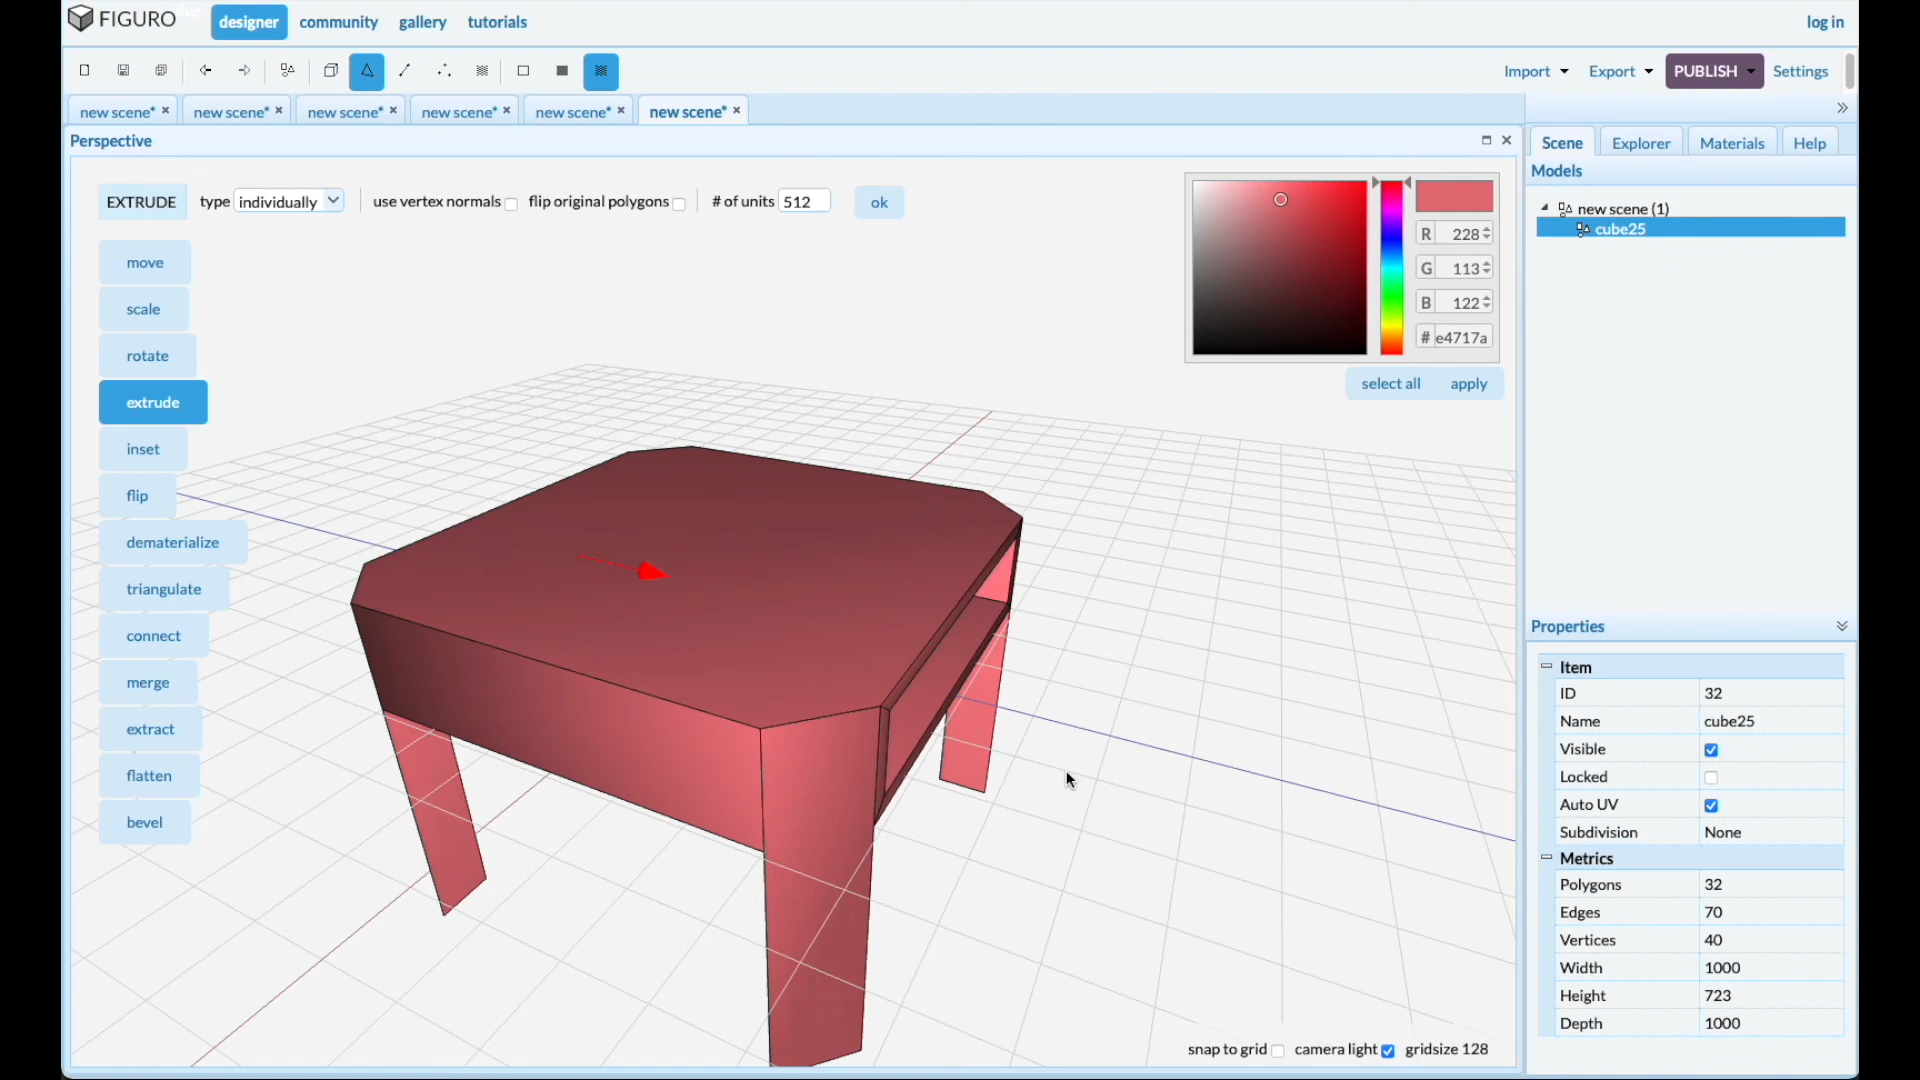 FIGURO live designer community gallery tutorials log in
Import Export PUBLISH Settings
new scene* × new scene* × new scene* × new scene* × new scene* × new scene* ×
Perspective
EXTRUDE type individually use vertex normals flip original polygons # of units 512 ok
move
scale
rotate
extrude
inset
flip
dematerialize
triangulate
connect
merge
extract
flatten
bevel
R 228
G 113
B 122
# e4717a
select all apply
snap to grid camera light gridsize 128
Scene Explorer Materials Help
Models
new scene (1)
cube25
Properties
Item
ID 32
Name cube25
Visible
Locked
Auto UV
Subdivision None
Metrics
Polygons 32
Edges 70
Vertices 40
Width 1000
Height 723
Depth 1000